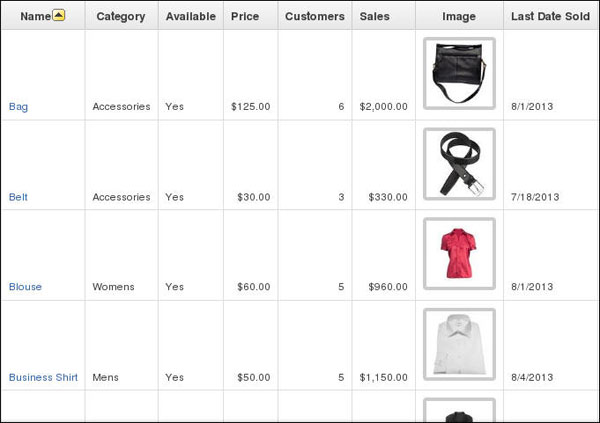 Name Category Available Price Customers Sales Image Last Date Sold
Bag Accessories Yes $125.00 6 $2,000.00 8/1/2013
Belt Accessories Yes $30.00 3 $330.00 7/18/2013
Blouse Womens Yes $60.00 5 $960.00 8/1/2013
Business Shirt Mens Yes $50.00 5 $1,150.00 8/4/2013